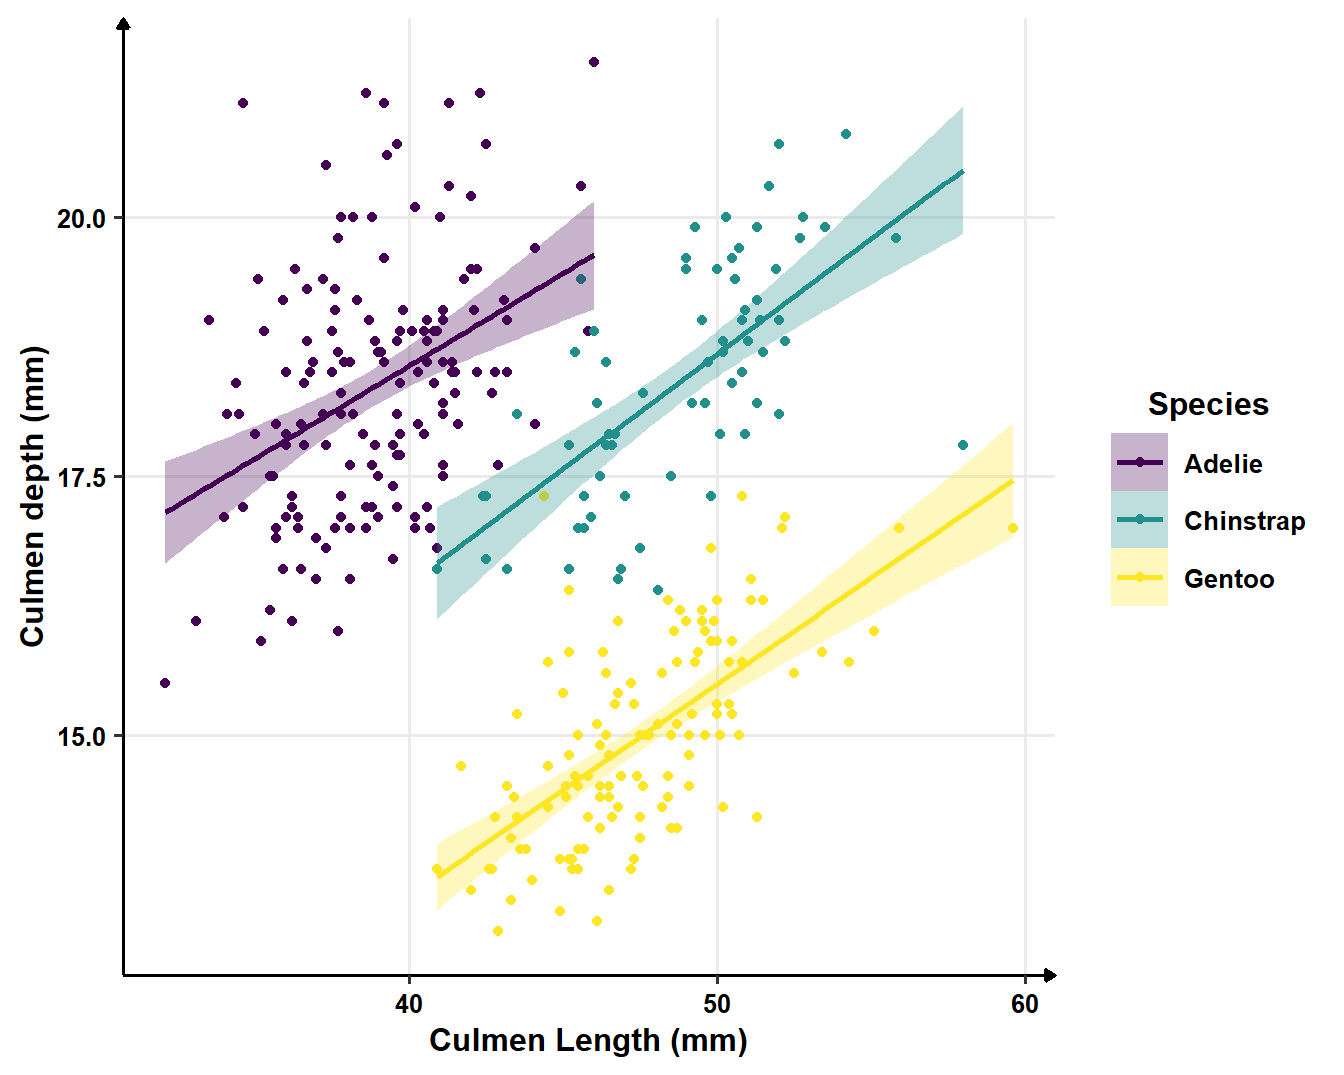 20.0
17.5
15.0
Culmen depth (mm)
40
50
60
Culmen Length (mm)
Species
Adelie
Chinstrap
Gentoo